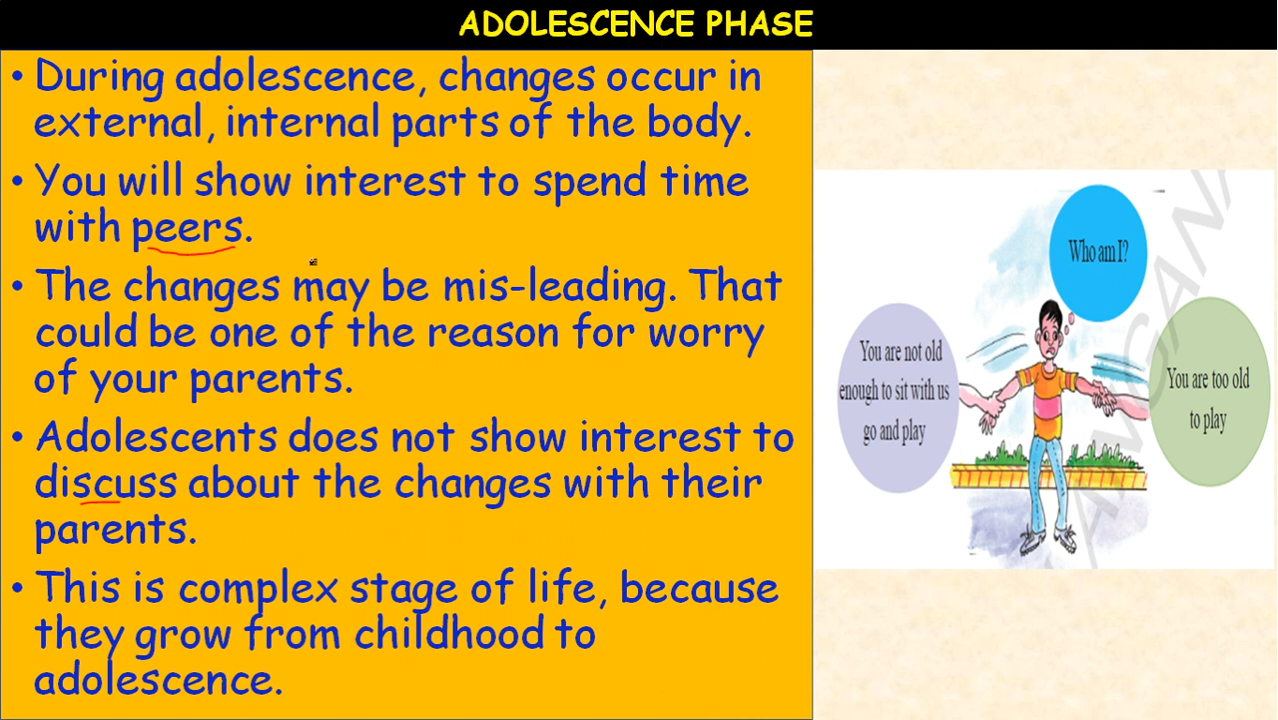 ADOLESCENCE PHASE
• During adolescence, changes occur in
external, internal parts of the body.
• You will show interest to spend time
with peers.
• The changes may be mis-leading. That
could be one of the reason for worry
of your parents.
• Adolescents does not show interest to
discuss about the changes with their
parents.
• This is complex stage of life, because
they grow from childhood to
adolescence.
Who am I?
You are not old
enough to sit with us
go and play
You are too old
to play